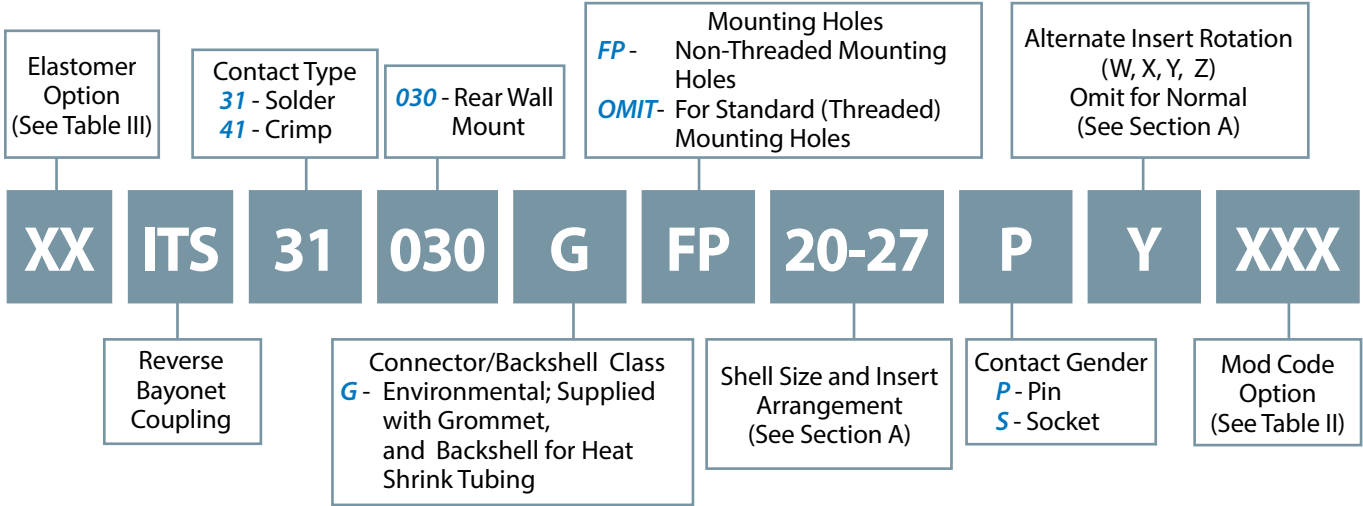 Elastomer
Option
(See Table III)
Contact Type
31 - Solder
41 - Crimp
030 - Rear Wall
Mount
Mounting Holes
FP - Non-Threaded Mounting
Holes
OMIT- For Standard (Threaded)
Mounting Holes
Alternate Insert Rotation
(W, X, Y, Z)
Omit for Normal
(See Section A)
XX ITS 31 030 G FP 20-27 P Y XXX
Reverse
Bayonet
Coupling
Connector/Backshell Class
G - Environmental; Supplied
with Grommet,
and Backshell for Heat
Shrink Tubing
Shell Size and Insert
Arrangement
(See Section A)
Contact Gender
P - Pin
S - Socket
Mod Code
Option
(See Table II)